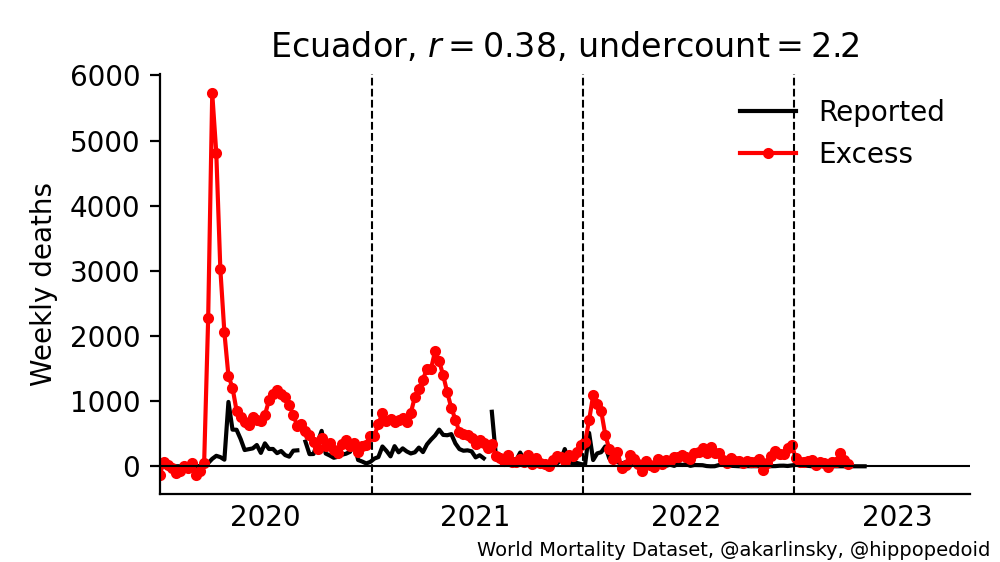 Ecuador, r = 0.38, undercount = 2.2
6000
5000
4000
3000
2000
1000
0
Weekly deaths
Reported
Excess
2020 2021 2022 2023
World Mortality Dataset, @akarlinsky, @hippopedoid